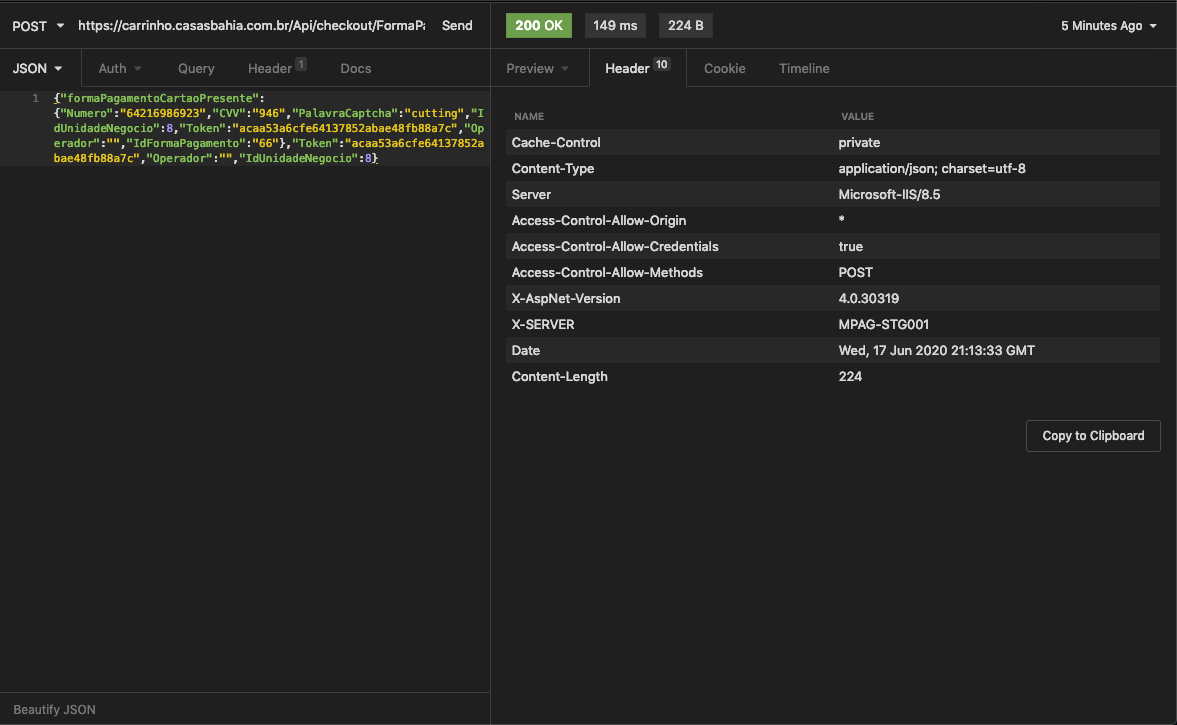 POST https://carrinho.casasbahia.com.br/Api/checkout/FormaPa Send 200 OK 149 ms 224 B 5 Minutes Ago
JSON Auth Query Header 1 Docs Preview Header 10 Cookie Timeline
1 {"formaPagamentoCartaoPresente":
{"Numero":"64216986923","CVV":"946","PalavraCaptcha":"cutting","I
dUnidadeNegocio":8,"Token":"acaa53a6cfe64137852abae48fb88a7c","Op
erador":"","IdFormaPagamento":"66"},"Token":"acaa53a6cfe64137852a
bae48fb88a7c","Operador":"","IdUnidadeNegocio":8}
NAME VALUE
Cache-Control private
Content-Type application/json; charset=utf-8
Server Microsoft-IIS/8.5
Access-Control-Allow-Origin *
Access-Control-Allow-Credentials true
Access-Control-Allow-Methods POST
X-AspNet-Version 4.0.30319
X-SERVER MPAG-STG001
Date Wed, 17 Jun 2020 21:13:33 GMT
Content-Length 224
Copy to Clipboard
Beautify JSON